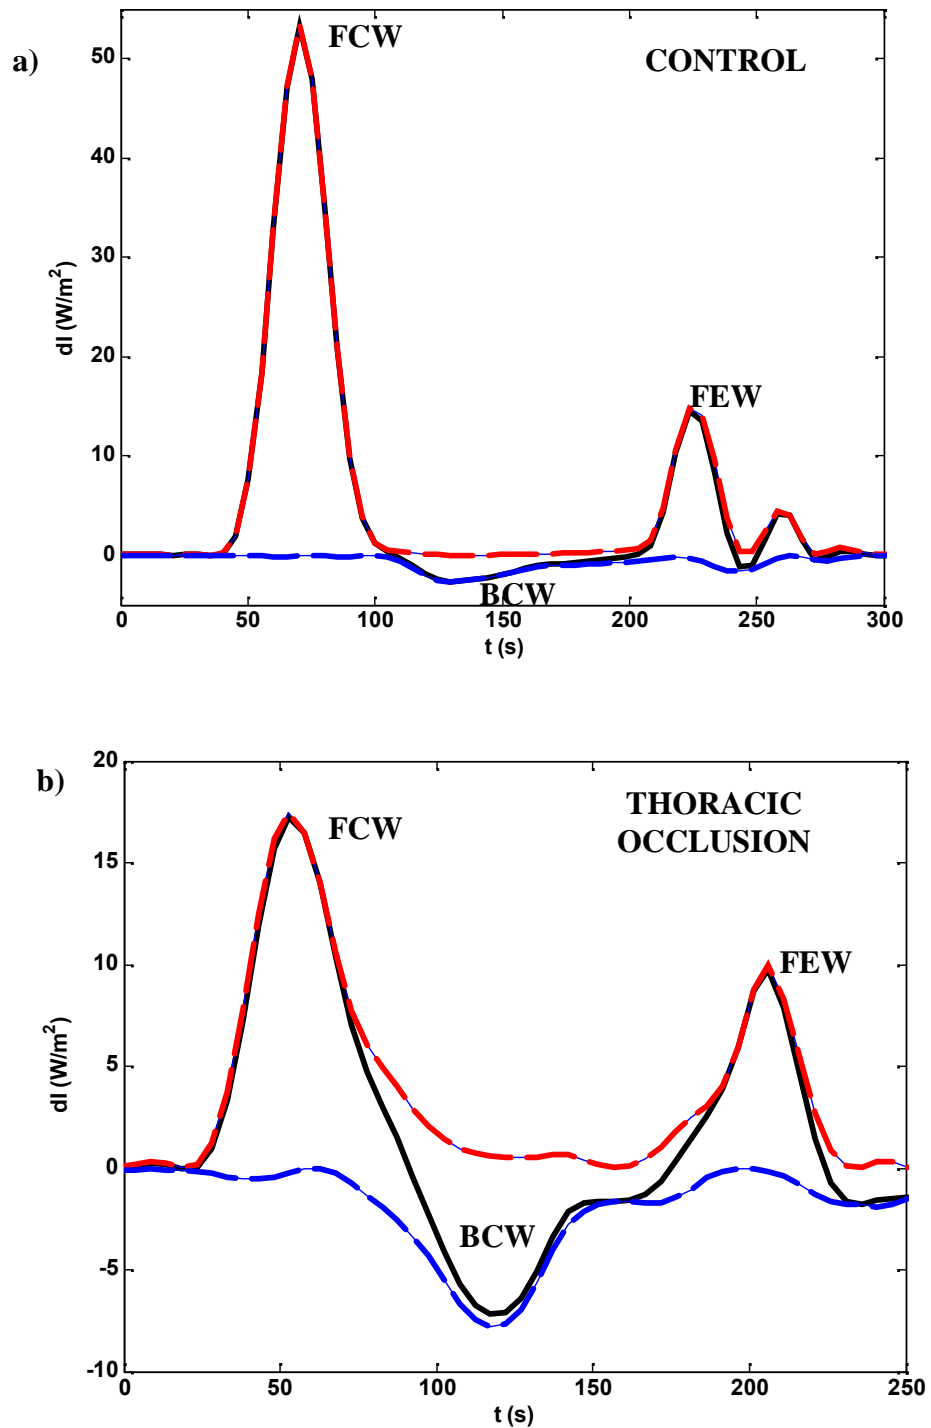 a)
FCW
CONTROL
50
40
30
20
10
0
dI (W/m²)
FEW
BCW
0 50 100 150 200 250 300
t (s)
b)
20
15
10
5
0
-5
-10
dI (W/m²)
FCW
THORACIC
OCCLUSION
FEW
BCW
0 50 100 150 200 250
t (s)